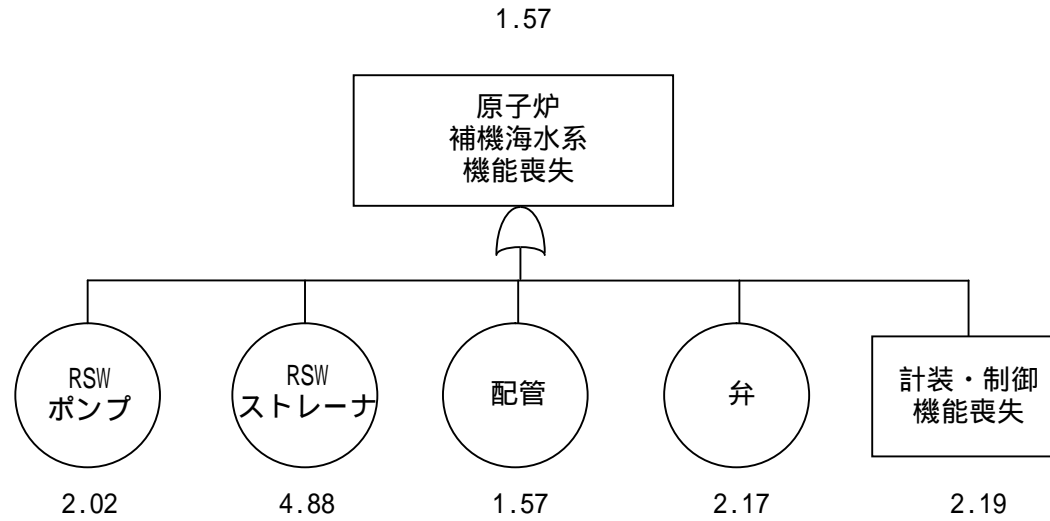 1.57
原子炉
補機海水系
機能喪失
RSW
ポンプ
RSW
ストレーナ
配管
弁
計装・制御
機能喪失
2.02
4.88
1.57
2.17
2.19